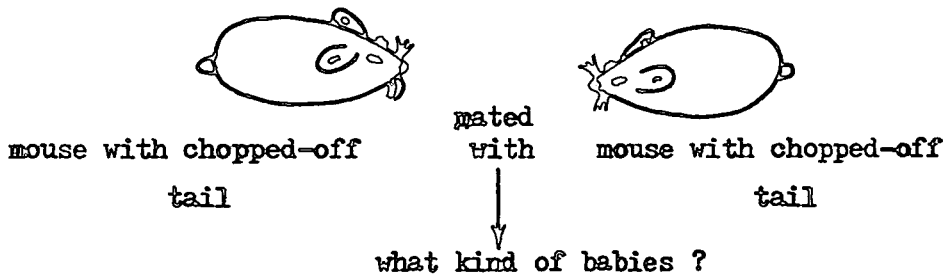 mated
mouse with chopped-off with mouse with chopped-off
tail tail
what kind of babies ?